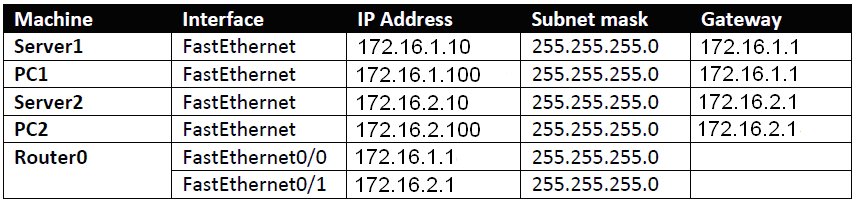 Machine Interface IP Address Subnet mask Gateway
Server1 FastEthernet 172.16.1.10 255.255.255.0 172.16.1.1
PC1 FastEthernet 172.16.1.100 255.255.255.0 172.16.1.1
Server2 FastEthernet 172.16.2.10 255.255.255.0 172.16.2.1
PC2 FastEthernet 172.16.2.100 255.255.255.0 172.16.2.1
Router0 FastEthernet0/0 172.16.1.1 255.255.255.0
FastEthernet0/1 172.16.2.1 255.255.255.0